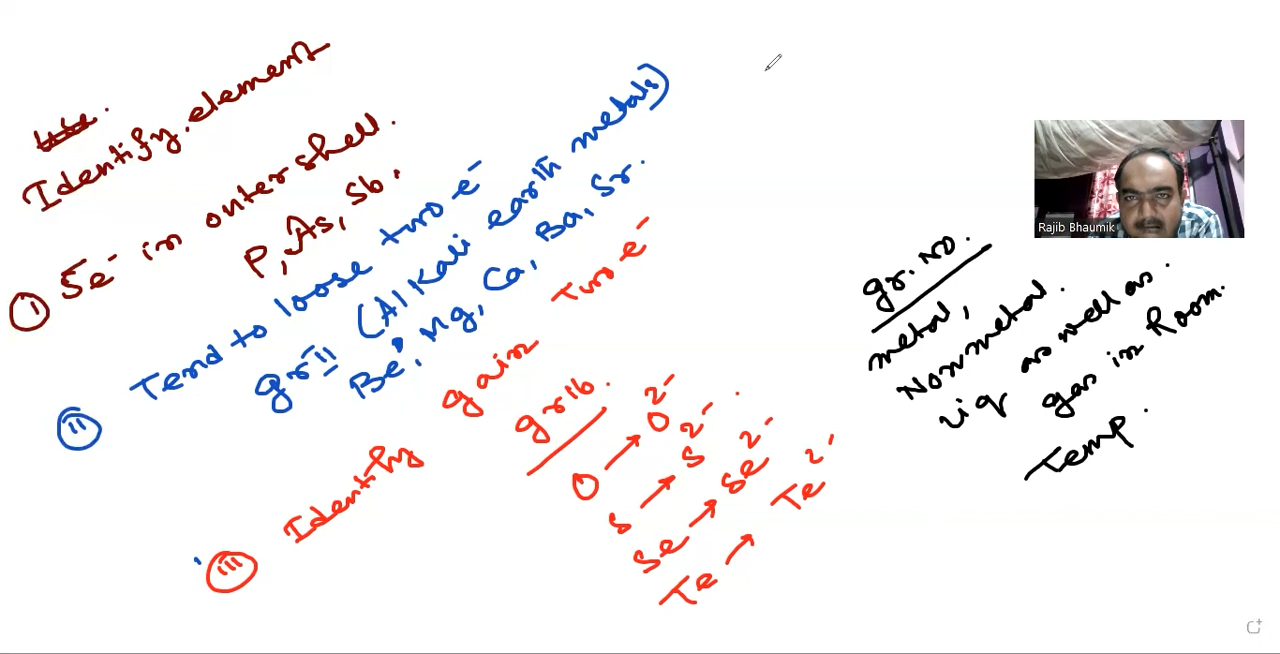 Identify element
(i) 5e⁻ in outer shell.
P, As, Sb.
(ii) Tend to loose two e⁻
gr II (Alkali earth metals)
Be, Mg, Ca, Ba, Sr.
(iii) Identify gain Two e⁻
gr 16.
O → O²⁻
S → S²⁻
Se → Se²⁻
Te → Te²⁻
gr. No.
metal,
Nonmetal.
Liq as well as
gas in Room.
Temp.
Rajib Bhaumik